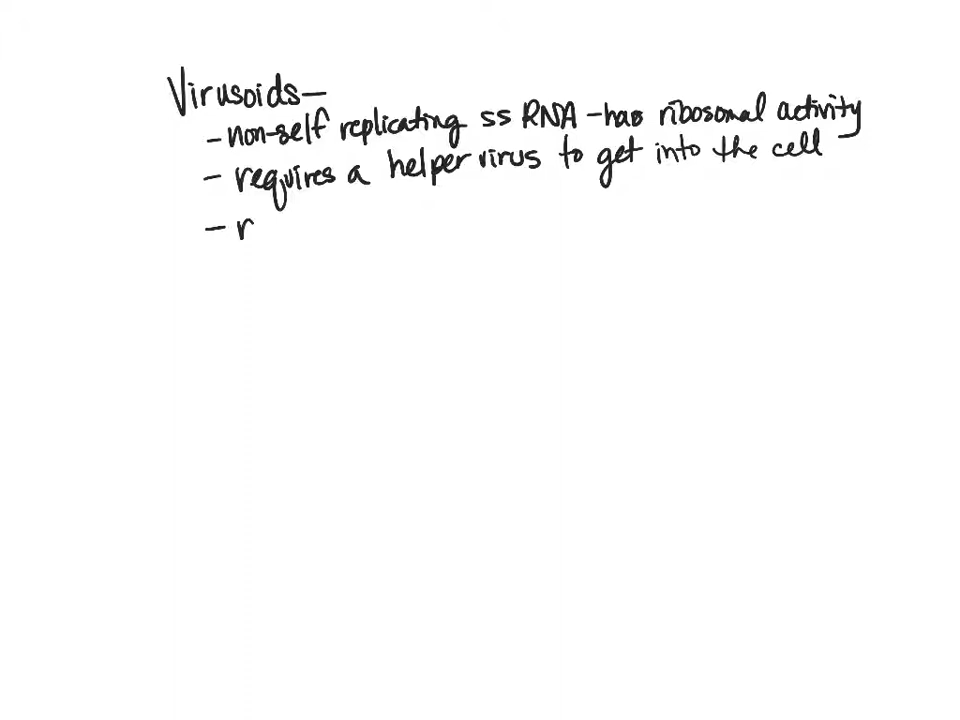 Virusoids—
- non-self replicating ss RNA - has ribosomal activity
- requires a helper virus to get into the cell
- r